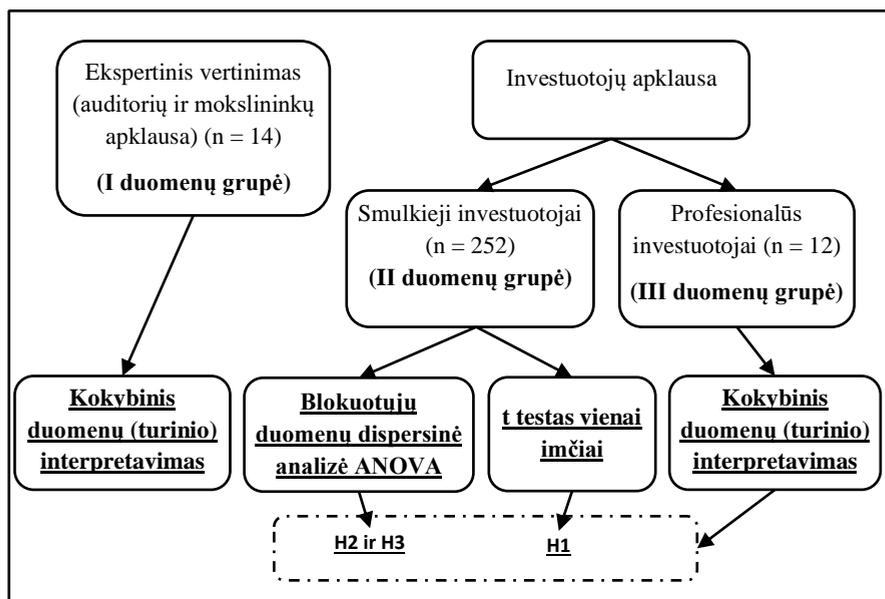 Ekspertinis vertinimas
(auditorių ir mokslininkų
apklausa) (n = 14)
(I duomenų grupė)
Investuotojų apklausa
Smulkieji investuotojai
(n = 252)
(II duomenų grupė)
Profesionalūs
investuotojai (n = 12)
(III duomenų grupė)
Kokybinis
duomenų (turinio)
interpretavimas
Blokuotųjų
duomenų dispersinė
analizė ANOVA
t testas vienai
imčiai
Kokybinis
duomenų (turinio)
interpretavimas
H2 ir H3
H1